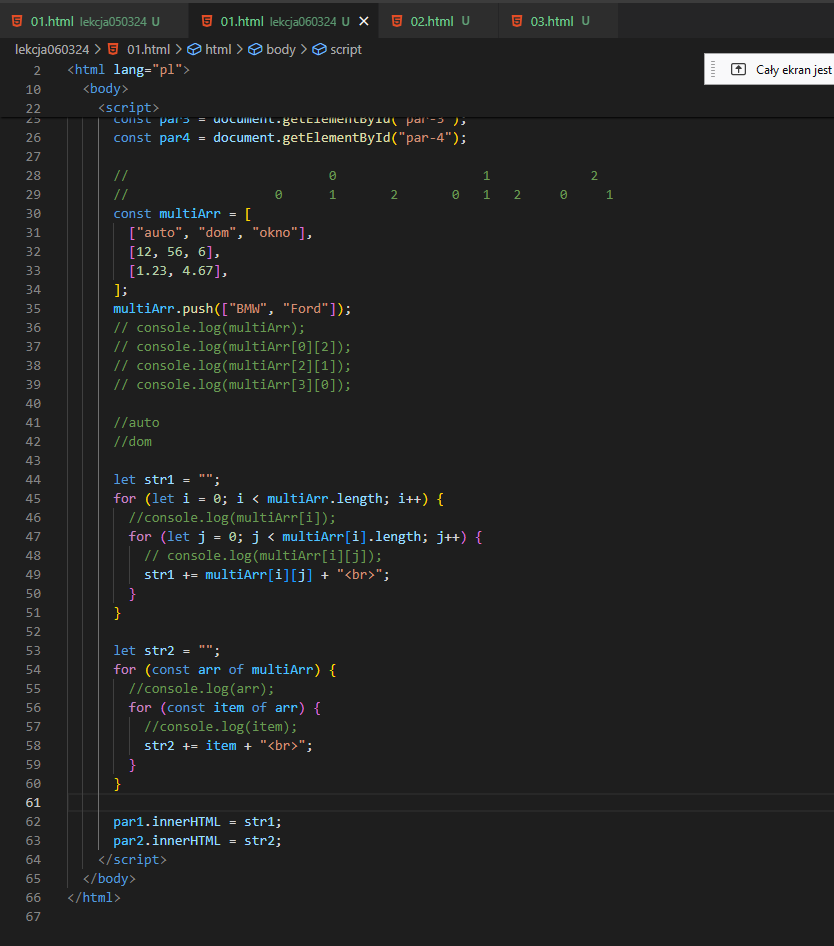 01.html lekcja050324 U 01.html lekcja060324 U 02.html U 03.html U
lekcja060324 > 01.html > html > body > script
Cały ekran jest
2 <html lang="pl">
10 <body>
22 <script>
25 const par3 = document.getElementById("par-3");
26 const par4 = document.getElementById("par-4");
27
28 // 0 1 2
29 // 0 1 2 0 1 2 0 1
30 const multiArr = [
31 ["auto", "dom", "okno"],
32 [12, 56, 6],
33 [1.23, 4.67],
34 ];
35 multiArr.push(["BMW", "Ford"]);
36 // console.log(multiArr);
37 // console.log(multiArr[0][2]);
38 // console.log(multiArr[2][1]);
39 // console.log(multiArr[3][0]);
40
41 //auto
42 //dom
43
44 let str1 = "";
45 for (let i = 0; i < multiArr.length; i++) {
46 //console.log(multiArr[i]);
47 for (let j = 0; j < multiArr[i].length; j++) {
48 // console.log(multiArr[i][j]);
49 str1 += multiArr[i][j] + "<br>";
50 }
51 }
52
53 let str2 = "";
54 for (const arr of multiArr) {
55 //console.log(arr);
56 for (const item of arr) {
57 //console.log(item);
58 str2 += item + "<br>";
59 }
60 }
61
62 par1.innerHTML = str1;
63 par2.innerHTML = str2;
64 </script>
65 </body>
66 </html>
67